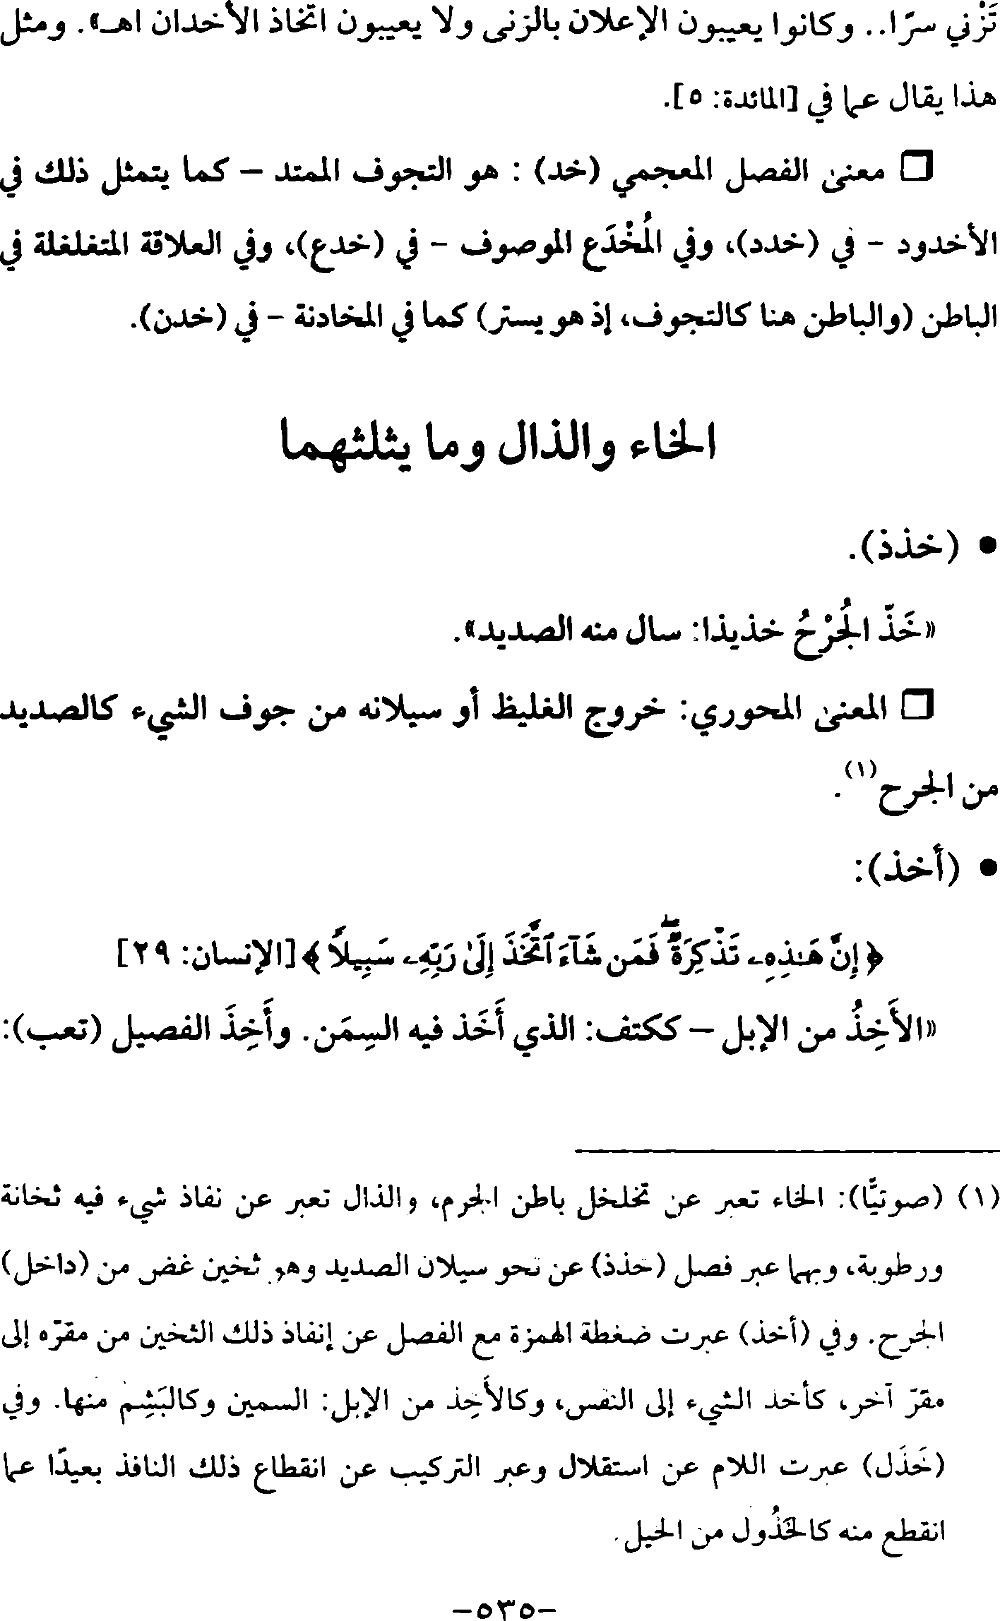 تَزْني سرًّا.. وكانوا يعيبون الإعلان بالزنى ولا يعيبون اتخاذ الأخدان اهـ». ومثل
هذا يقال عما في [المائدة: ٥].
❒ معنى الفصل المعجمي (خد) : هو التجوف الممتد – كما يتمثل ذلك في
الأخدود - في (خدد)، وفي المُخْدَع الموصوف - في (خدع)، وفي العلاقة المتغلغلة في
الباطن (والباطن هنا كالتجوف، إذ هو يستر) كما في المخادنة - في (خدن).
الخاء والذال وما يثلثهما
• (خذذ).
«خَذّ الجُرْحُ خذيذا: سال منه الصديد».
❒ المعنى المحوري: خروج الغليظ أو سيلانه من جوف الشيء كالصديد
من الجرح(١).
• (أخذ):
﴿ إِنَّ هَـٰذِهِۦ تَذْكِرَةٌ ۖ فَمَن شَآءَ ٱتَّخَذَ إِلَىٰ رَبِّهِۦ سَبِيلاً ﴾ [الإنسان: ٢٩]
«الأَخِذُ من الإبل – ككتف: الذي أَخَذ فيه السِمَن. وأَخِذَ الفصيل (تعب):
(١) (صوتيًّا): الخاء تعبر عن تخلخل باطن الجرم، والذال تعبر عن نفاذ شيء فيه ثخانة
ورطوبة، وبهما عبر فصل (خذذ) عن نحو سيلان الصديد وهو ثخين غض من (داخل)
الجرح. وفي (أخذ) عبرت ضغطة الهمزة مع الفصل عن إنفاذ ذلك الثخين من مقرّه إلى
مقرّ آخر، كأخذ الشيء إلى النفس، وكالأَخِذ من الإبل: السمين وكالبَشِم منها. وفي
(خَذَل) عبرت اللام عن استقلال وعبر التركيب عن انقطاع ذلك النافذ بعيدًا عما
انقطع منه كالخَذُول من الخيل.
-٥٣٥-